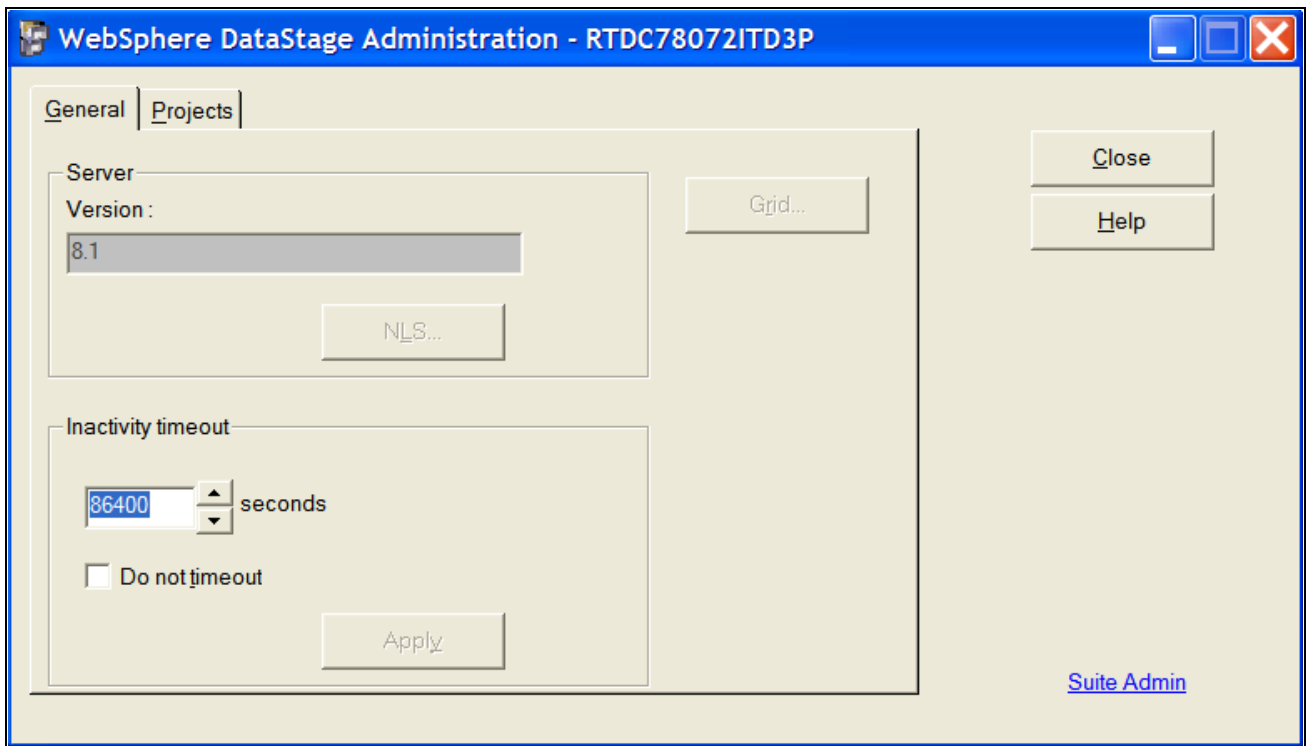 WebSphere DataStage Administration - RTDC78072ITD3P
General Projects
Close
Server
Version :
Grid...
Help
8.1
NLS...
Inactivity timeout
86400 seconds
Do not timeout
Apply
Suite Admin